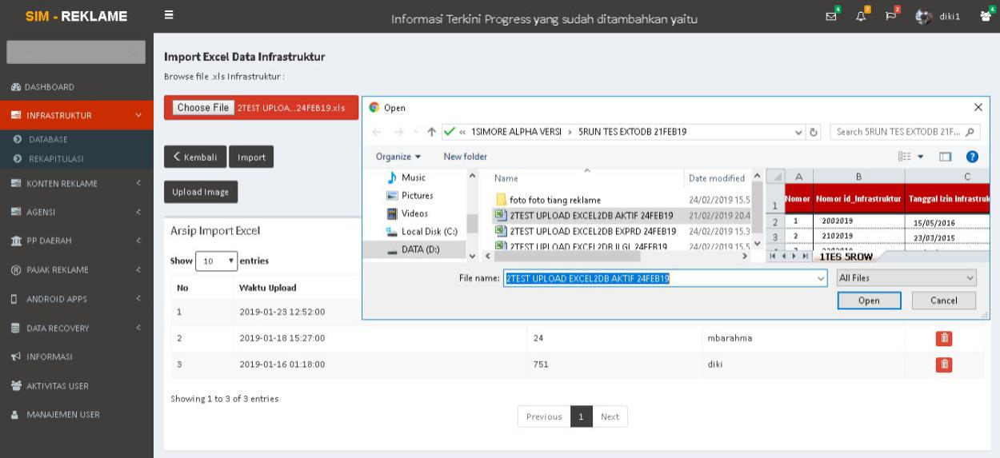 SIM - REKLAME
Informasi Terkini Progress yang sudah ditambahkan yaitu
4
7
2
diki1
4
DASHBOARD
INFRASTRUKTUR
DATABASE
REKAPITULASI
KONTEN REKLAME
AGENSI
PP DAERAH
PAJAK REKLAME
ANDROID APPS
DATA RECOVERY
INFORMASI
AKTIVITAS USER
MANAJEMEN USER
Import Excel Data Infrastruktur
Browse file .xls Infrastruktur :
Choose File 2TEST UPLOA...24FEB19.xls
Kembali Import
Upload Image
Arsip Import Excel
Show 10 entries
No Waktu Upload
1 2019-01-23 12:52:00
2 2019-01-18 15:27:00 24 mbarahma
3 2019-01-16 01:18:00 751 diki
Showing 1 to 3 of 3 entries
Previous 1 Next
Open
« 1SIMORE ALPHA VERSI > 5RUN TES EXTODB 21FEB19
Search 5RUN TES EXTODB 21F...
Organize New folder
Music
Pictures
Videos
Local Disk (C:)
DATA (D:)
Name Date modified
foto foto tiang reklame 24/02/2019 15.5
2TEST UPLOAD EXCEL2DB AKTIF 24FEB19 21/02/2019 20.4
2TEST UPLOAD EXCEL2DB EXPRD 24FEB19 24/02/2019 15.3
2TEST UPLOAD EXCEL2DB ILGL 24FEB19 24/02/2019 15.5
A B C
1 Nomor Nomor id_Infrastruktur Tanggal Izin Infrastruk
2 1 2002019 15/05/2016
3 2 2102019 23/03/2015
1TES 5ROW
File name: 2TEST UPLOAD EXCEL2DB AKTIF 24FEB19 All Files
Open Cancel